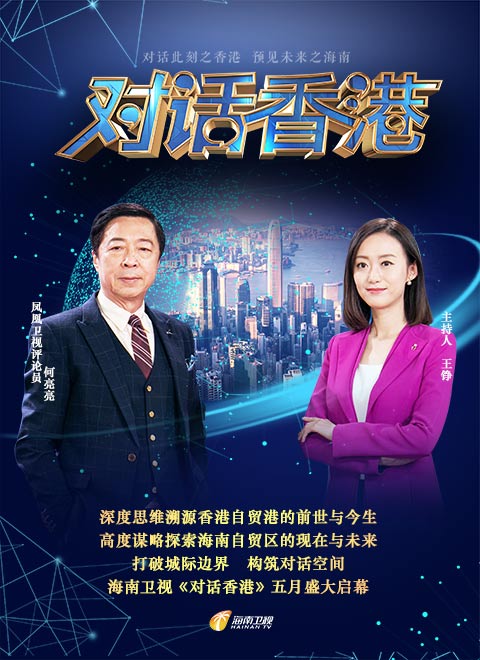 对话此刻之香港 预见未来之海南
对话香港
凤凰卫视评论员
何亮亮
主持人 王铮
深度思维溯源香港自贸港的前世与今生
高度谋略探索海南自贸区的现在与未来
打破城际边界 构筑对话空间
海南卫视《对话香港》五月盛大启幕
海南卫视
HAINAN TV